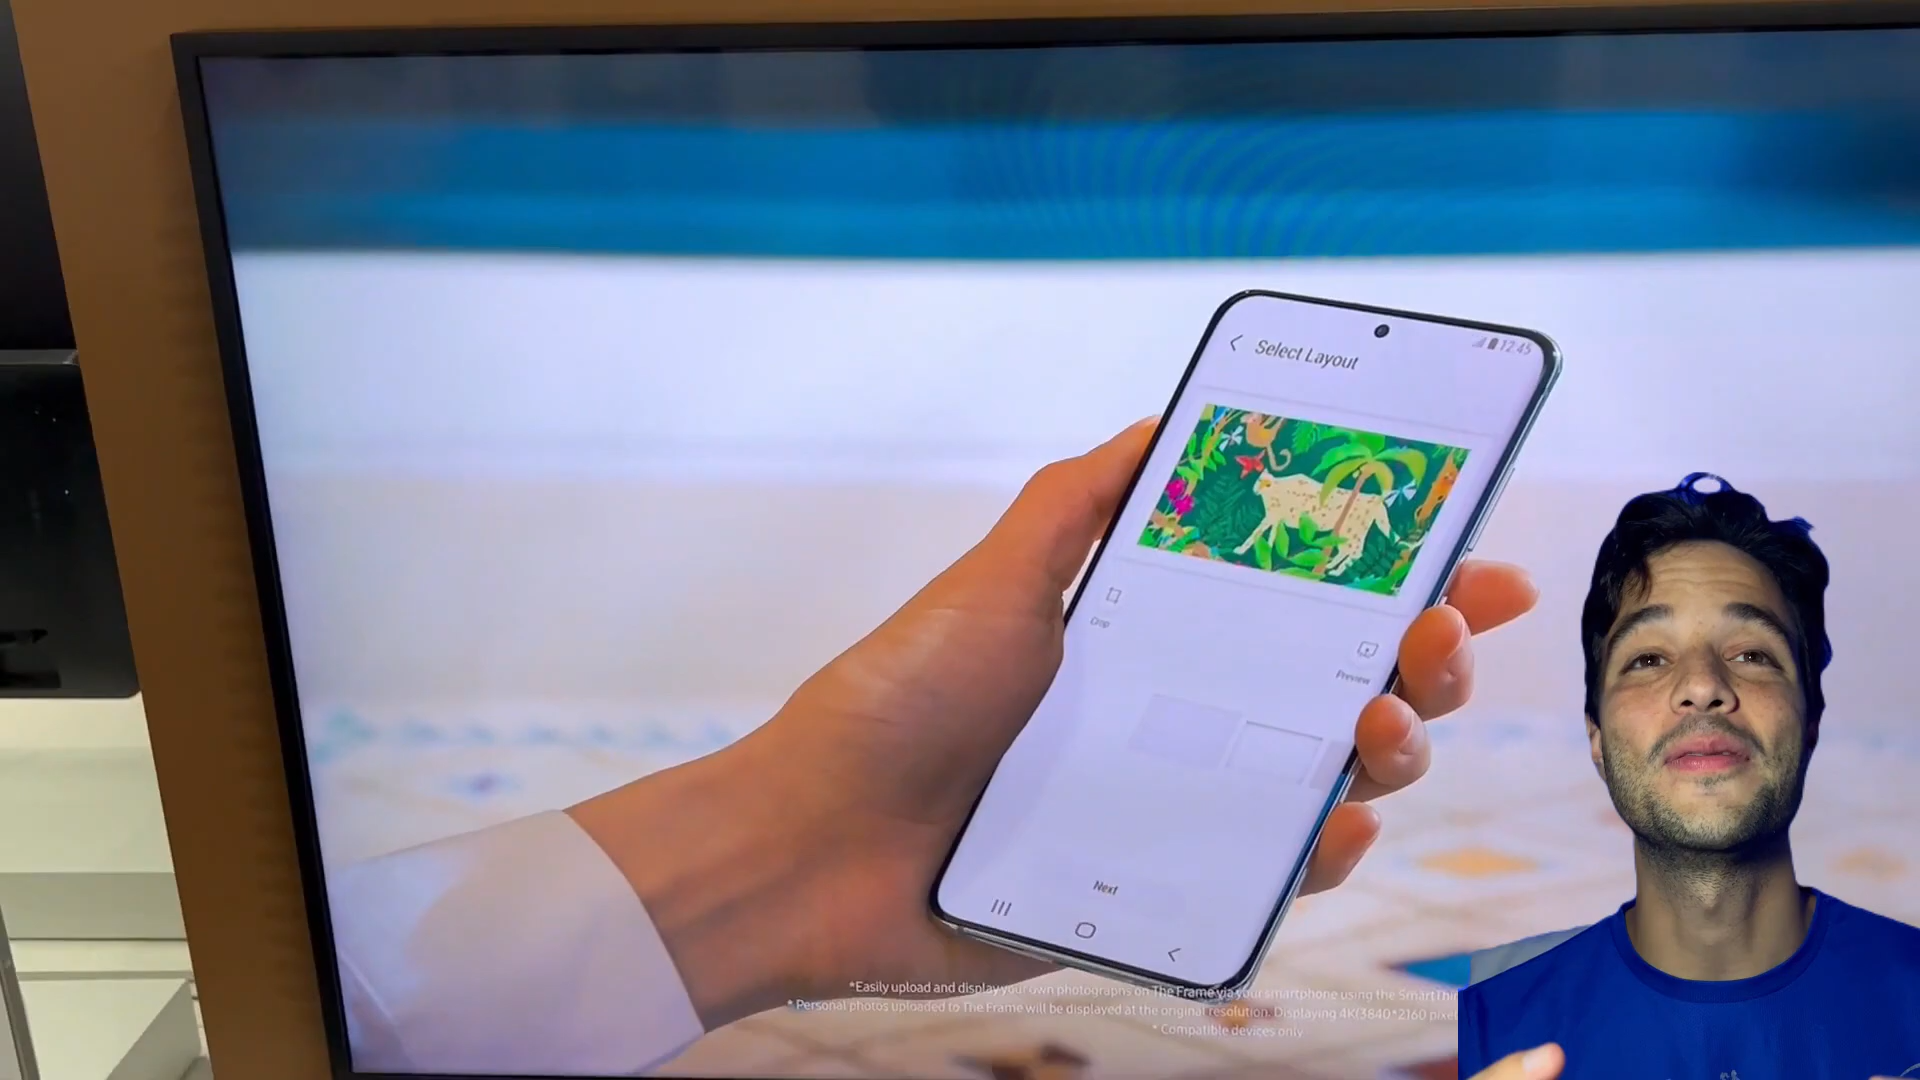 Select Layout
12:45
Crop
Preview
Next
*Easily upload and display your own photographs on The Frame via your smartphone using the SmartThin
* Personal photos uploaded to The Frame will be displayed at the original resolution. Displaying 4K(3840*2160 pixel
* Compatible devices only